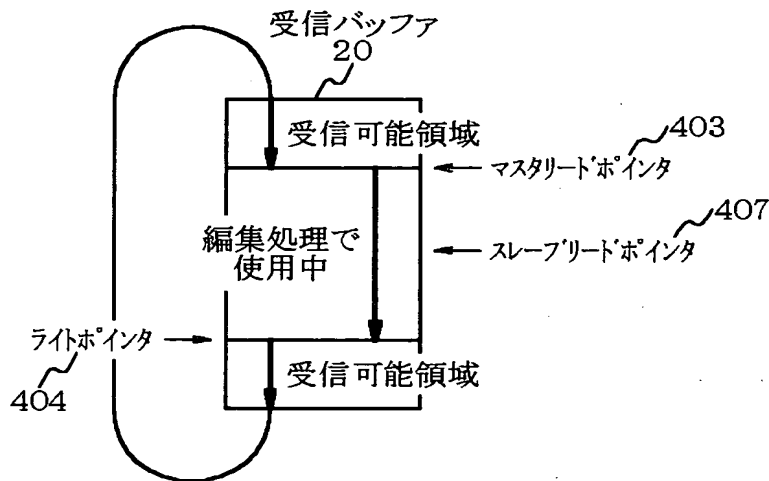 受信バッファ
20
受信可能領域
403
マスタリードポインタ
407
編集処理で
使用中
スレーブリードポインタ
ライトポインタ
404
受信可能領域